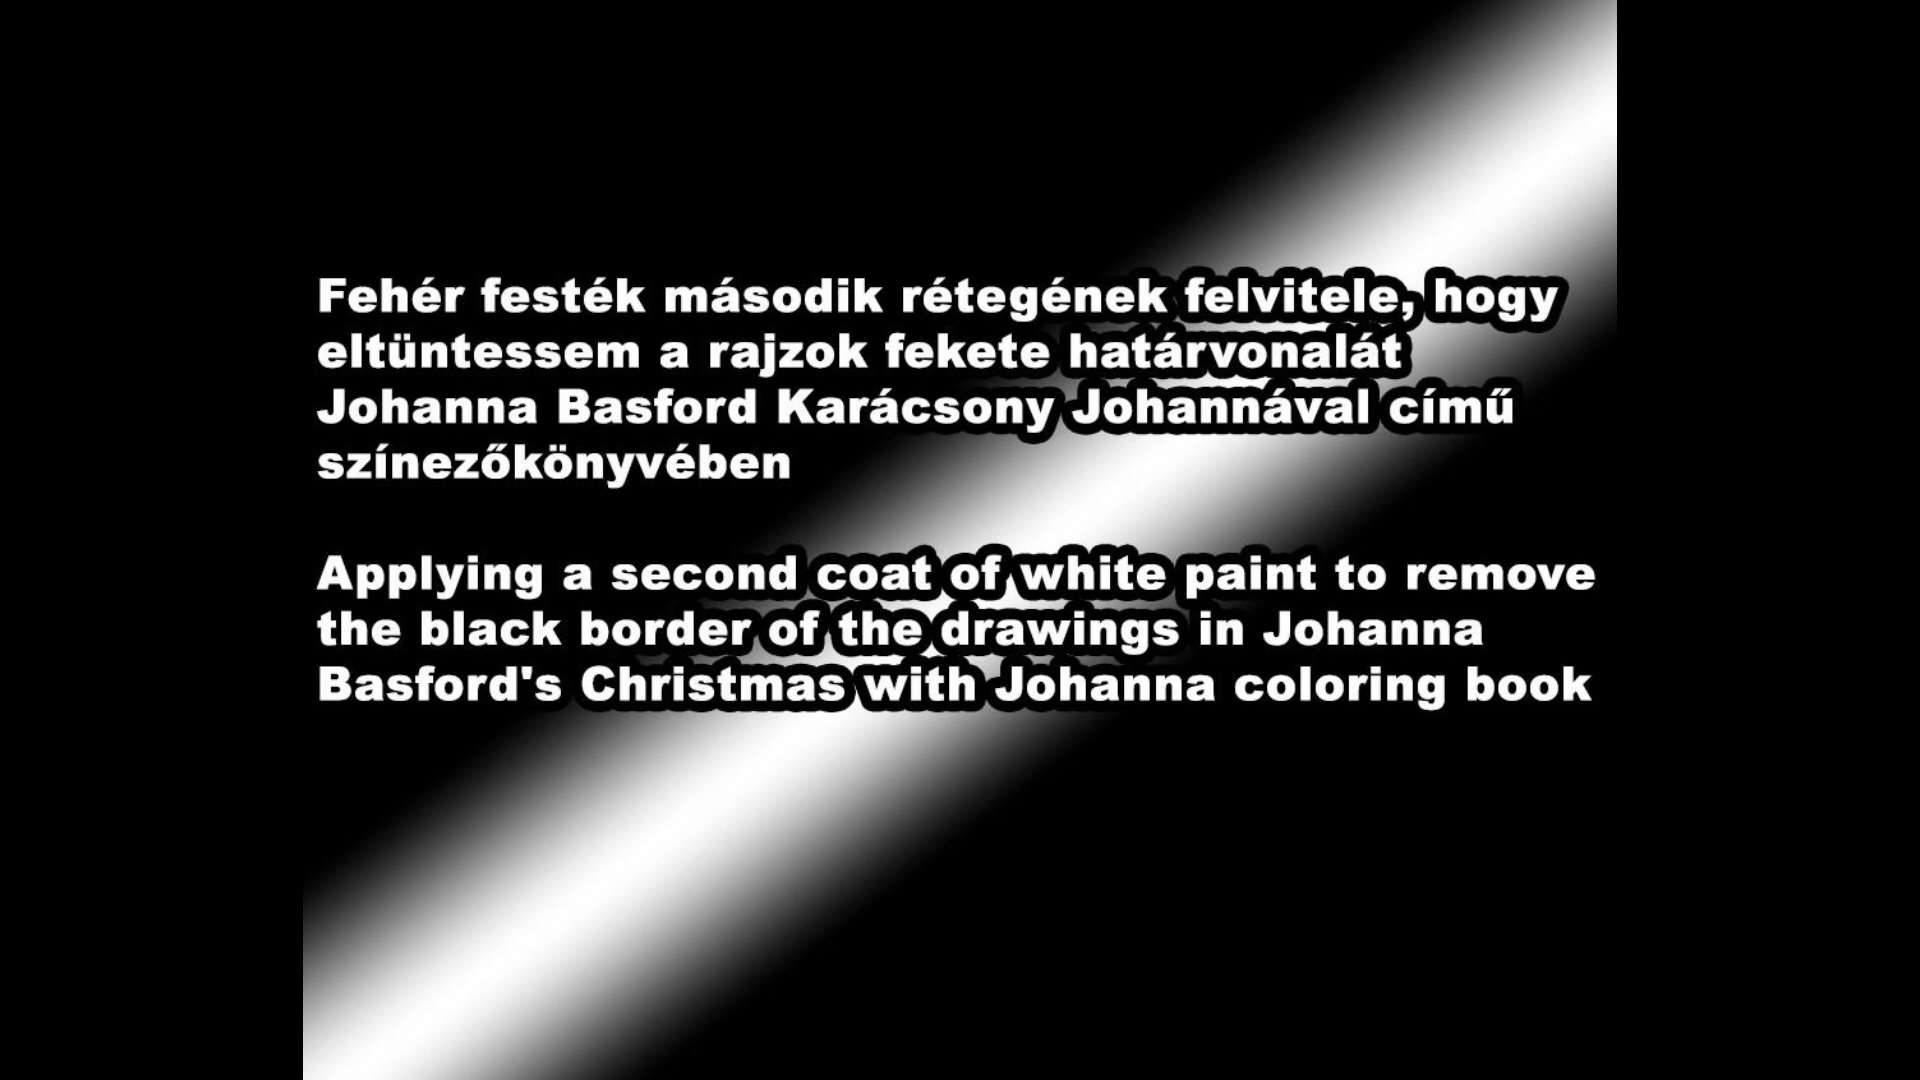 Fehér festék második rétegének felvitele, hogy
eltüntessem a rajzok fekete határvonalát
Johanna Basford Karácsony Johannával című
színezőkönyvében
Applying a second coat of white paint to remove
the black border of the drawings in Johanna
Basford's Christmas with Johanna coloring book